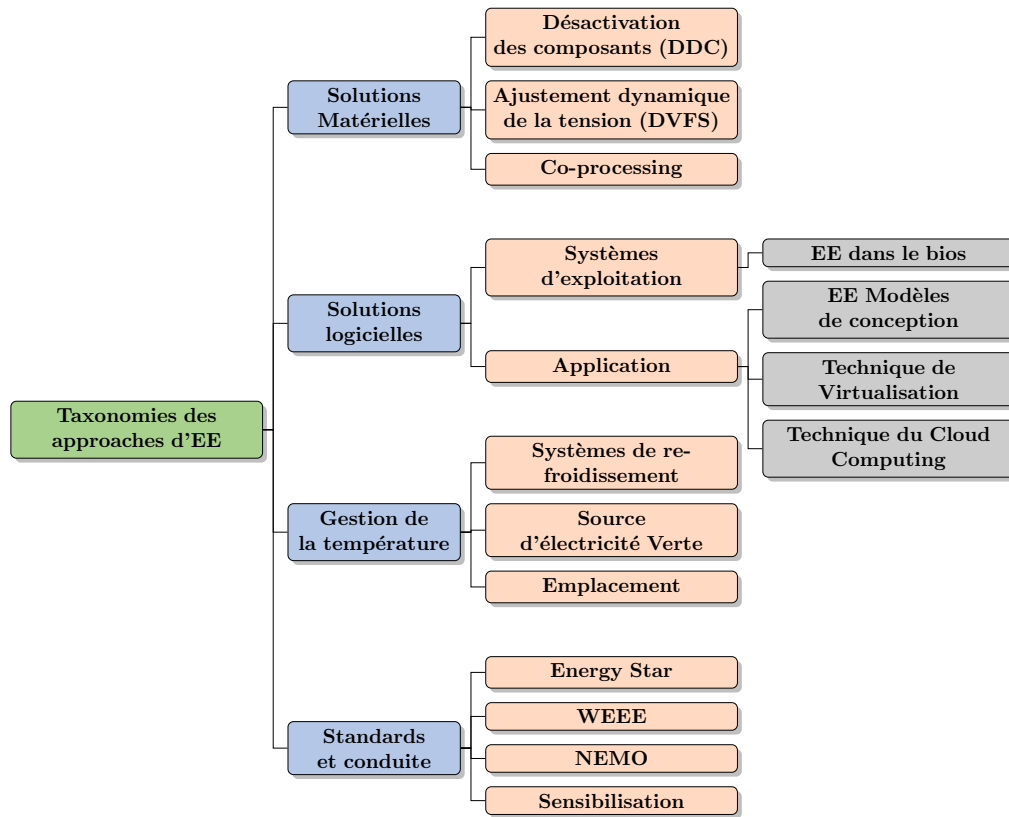 Taxonomies des
approches d'EE
Solutions
Matérielles
Désactivation
des composants (DDC)
Ajustement dynamique
de la tension (DVFS)
Co-processing
Solutions
logicielles
Systèmes
d'exploitation
EE dans le bios
Application
EE Modèles
de conception
Technique de
Virtualisation
Technique du Cloud
Computing
Gestion de
la température
Systèmes de re-
froidissement
Source
d'électricité Verte
Emplacement
Standards
et conduite
Energy Star
WEEE
NEMO
Sensibilisation